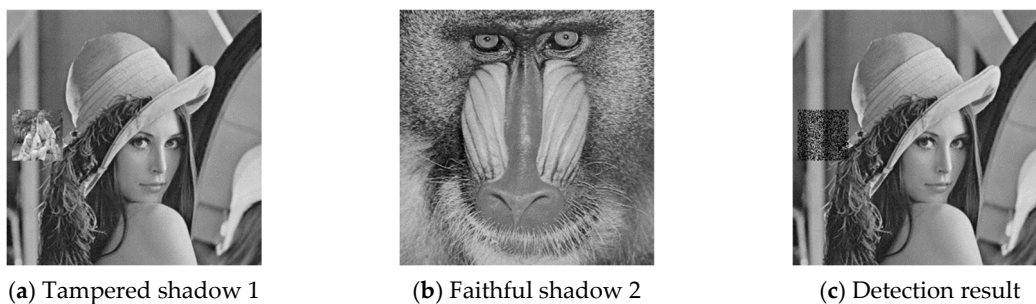 (a) Tampered shadow 1
(b) Faithful shadow 2
(c) Detection result